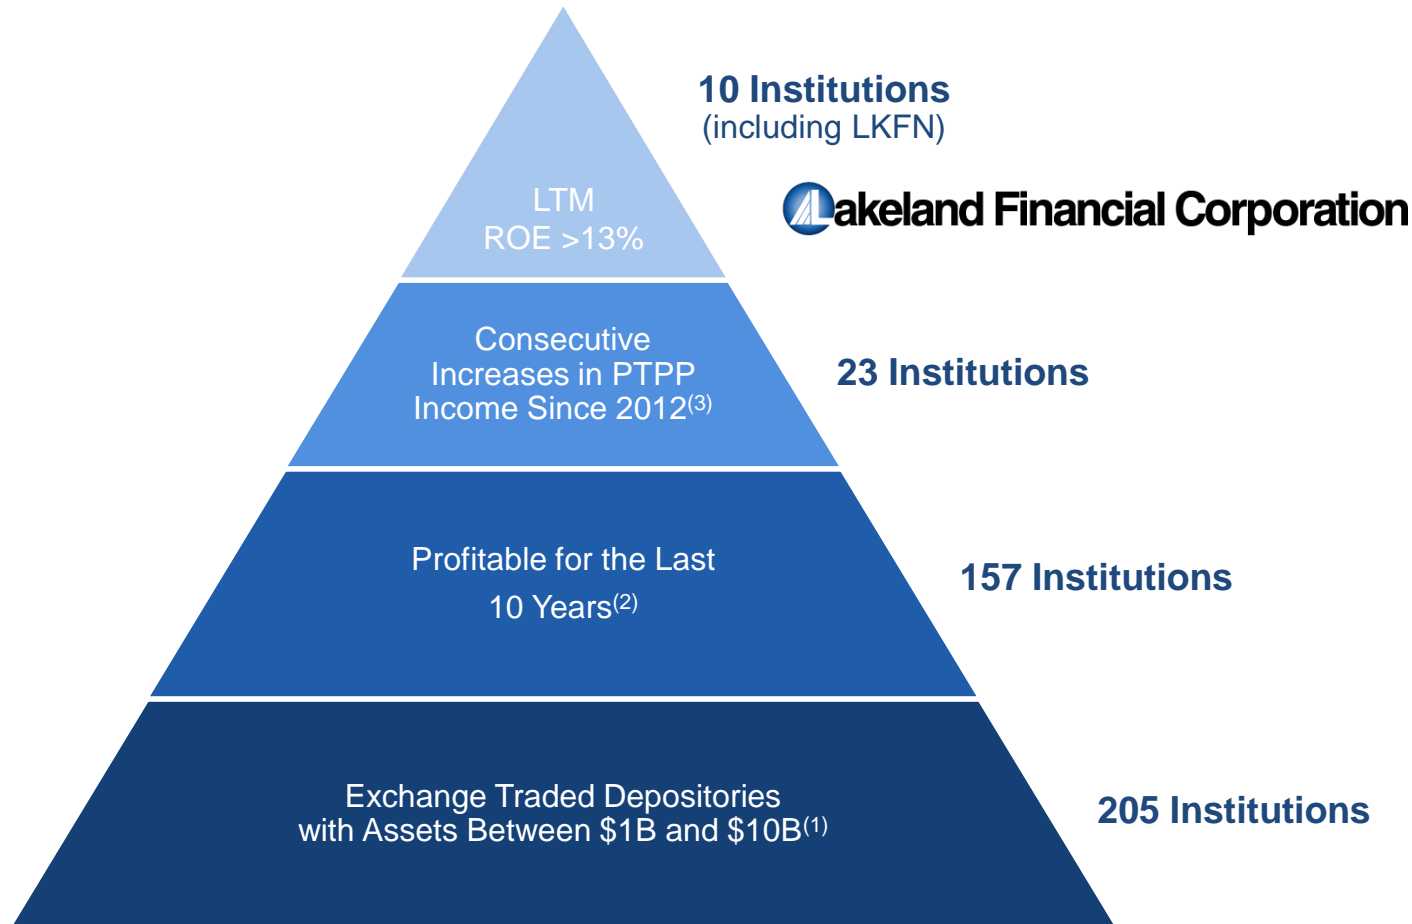 10 Institutions
(including LKFN)
LTM
ROE >13%
Lakeland Financial Corporation
Consecutive
Increases in PTPP
Income Since 2012(3)
23 Institutions
Profitable for the Last
10 Years(2)
157 Institutions
Exchange Traded Depositories
with Assets Between $1B and $10B(1)
205 Institutions